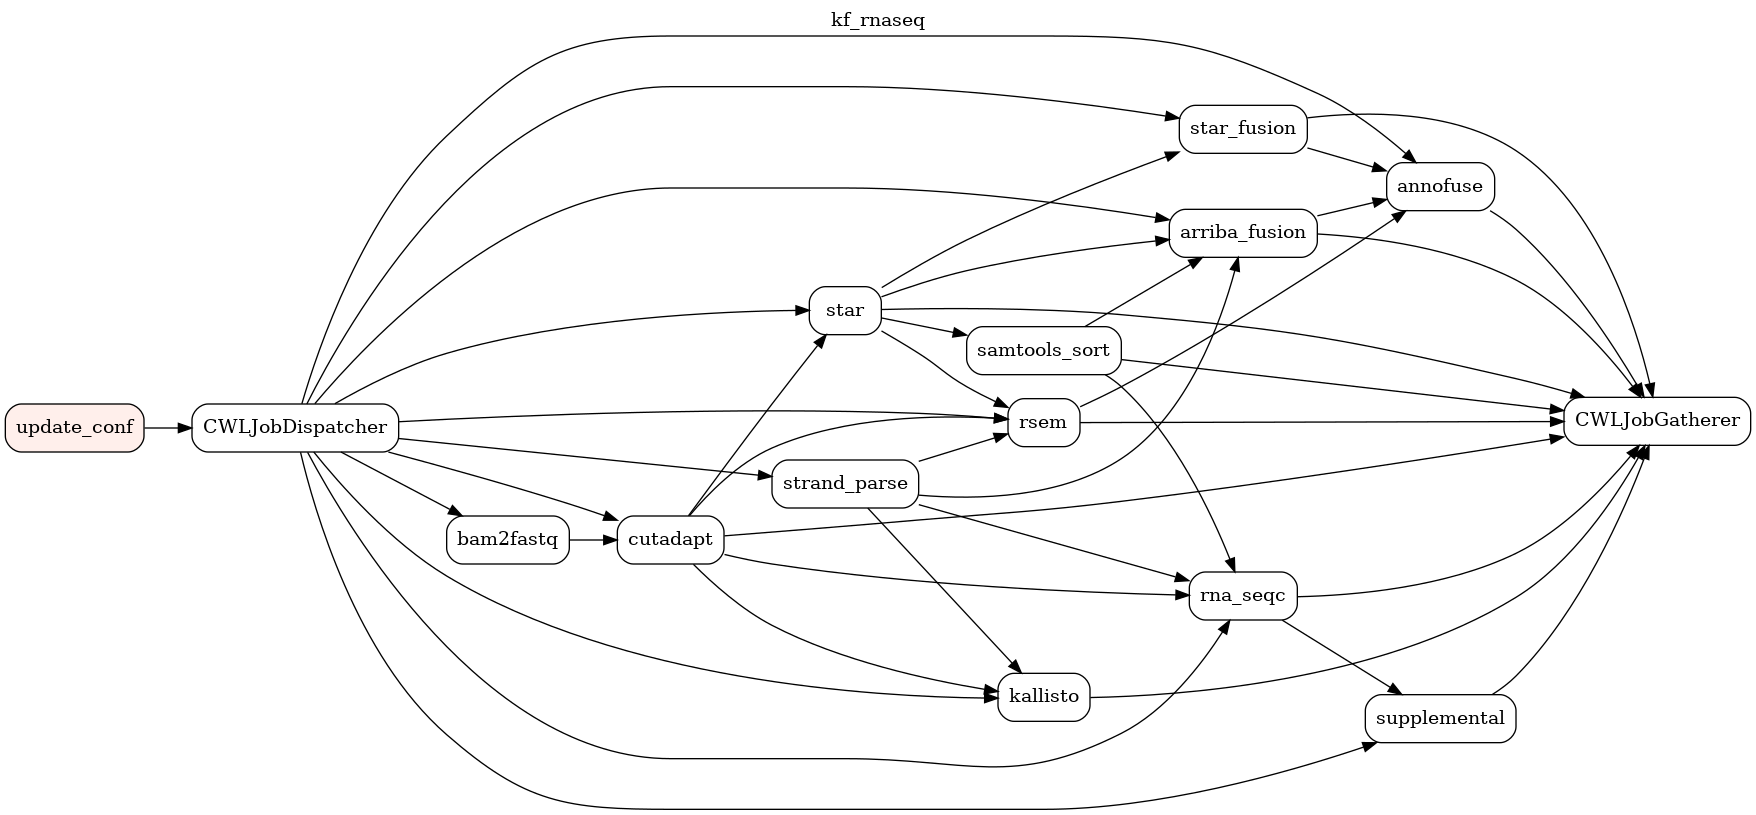 kf_rnaseq
star_fusion
annofuse
arriba_fusion
star
samtools_sort
update_conf
CWLJobDispatcher
rsem
CWLJobGatherer
strand_parse
bam2fastq
cutadapt
rna_seqc
kallisto
supplemental